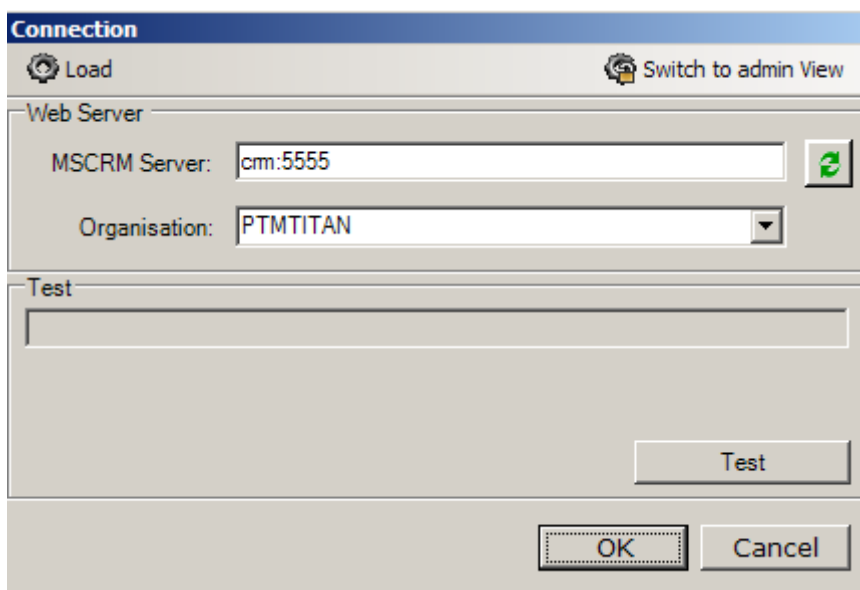 Connection
Load
Switch to admin View
Web Server
MSCRM Server:
crm:5555
Organisation:
PTMTITAN
Test
Test
OK
Cancel